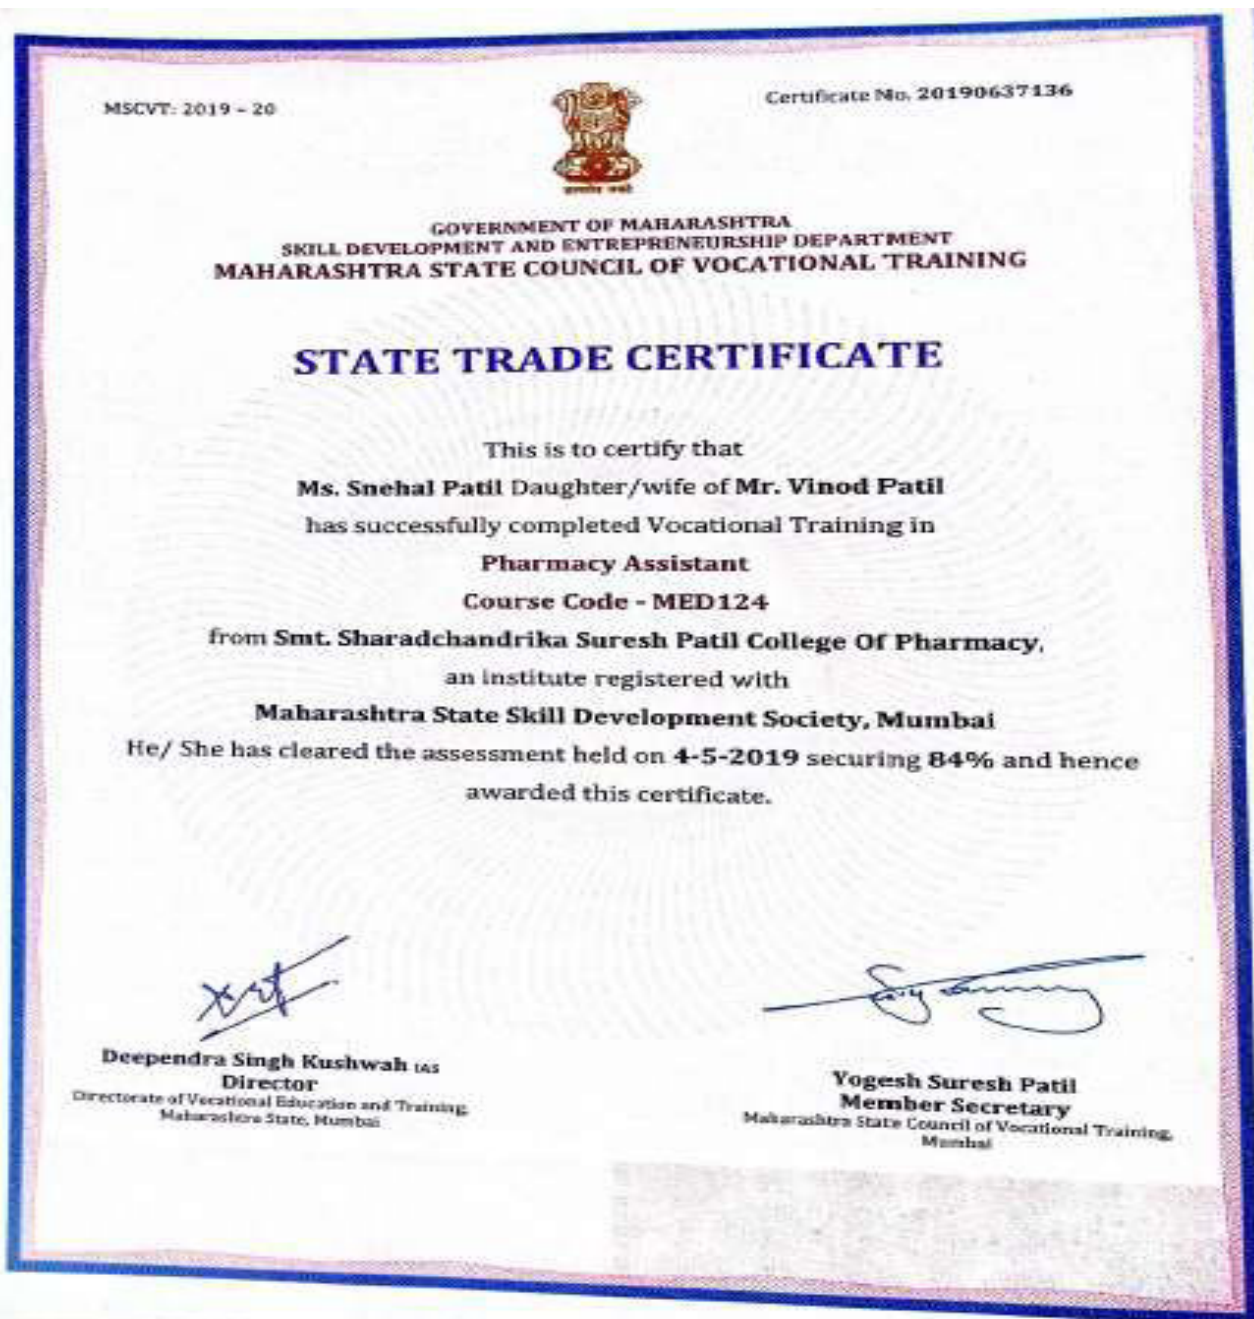 MSCVT: 2019 - 20
Certificate No. 20190637136
GOVERNMENT OF MAHARASHTRA
SKILL DEVELOPMENT AND ENTREPRENEURSHIP DEPARTMENT
MAHARASHTRA STATE COUNCIL OF VOCATIONAL TRAINING
STATE TRADE CERTIFICATE
This is to certify that
Ms. Snehal Patil Daughter/wife of Mr. Vinod Patil
has successfully completed Vocational Training in
Pharmacy Assistant
Course Code - MED124
from Smt. Sharadchandrika Suresh Patil College Of Pharmacy,
an institute registered with
Maharashtra State Skill Development Society, Mumbai
He/ She has cleared the assessment held on 4-5-2019 securing 84% and hence
awarded this certificate.
Deependra Singh Kushwah IAS
Director
Directorate of Vocational Education and Training,
Maharashtra State, Mumbai
Yogesh Suresh Patil
Member Secretary
Maharashtra State Council of Vocational Training,
Mumbai